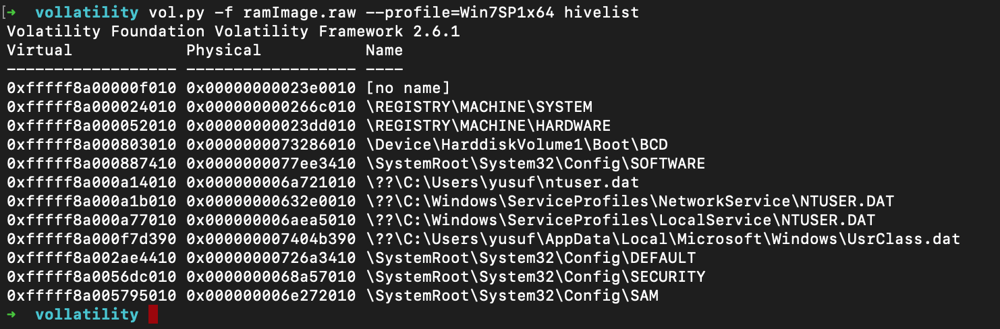 [➜  vollatility vol.py -f ramImage.raw --profile=Win7SP1x64 hivelist
Volatility Foundation Volatility Framework 2.6.1
Virtual            Physical           Name
------------------ ------------------ ----
0xfffff8a00000f010 0x00000000023e0010 [no name]
0xfffff8a000024010 0x000000000266c010 \REGISTRY\MACHINE\SYSTEM
0xfffff8a000052010 0x00000000023dd010 \REGISTRY\MACHINE\HARDWARE
0xfffff8a000803010 0x0000000073286010 \Device\HarddiskVolume1\Boot\BCD
0xfffff8a000887410 0x0000000077ee3410 \SystemRoot\System32\Config\SOFTWARE
0xfffff8a000a14010 0x000000006a721010 \??\C:\Users\yusuf\ntuser.dat
0xfffff8a000a1b010 0x00000000632e0010 \??\C:\Windows\ServiceProfiles\NetworkService\NTUSER.DAT
0xfffff8a000a77010 0x000000006aea5010 \??\C:\Windows\ServiceProfiles\LocalService\NTUSER.DAT
0xfffff8a000f7d390 0x000000007404b390 \??\C:\Users\yusuf\AppData\Local\Microsoft\Windows\UsrClass.dat
0xfffff8a002ae4410 0x00000000726a3410 \SystemRoot\System32\Config\DEFAULT
0xfffff8a0056dc010 0x0000000068a57010 \SystemRoot\System32\Config\SECURITY
0xfffff8a005795010 0x000000006e272010 \SystemRoot\System32\Config\SAM
➜  vollatility